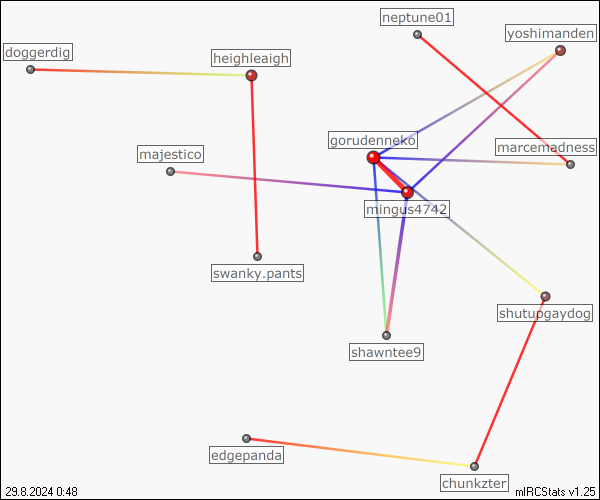 neptune01
yoshimanden
doggerdig
heighleaigh
gorudenneko
marcemadness
majestico
mingus4742
swanky.pants
shutupgaydog
shawntee9
edgepanda
chunkzter
29.8.2024 0:48
mIRCStats v1.25